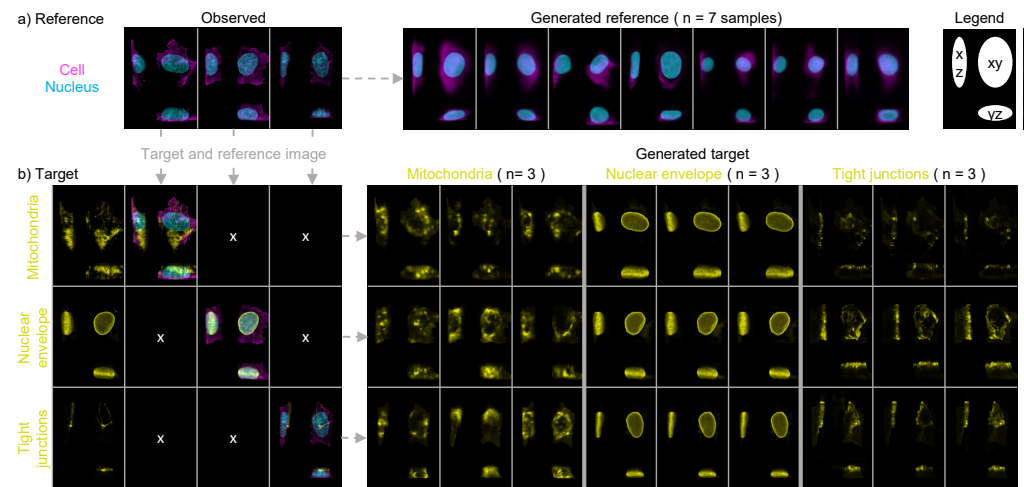 a) Reference
Observed
Generated reference ( n = 7 samples)
Legend
Cell
Nucleus
x
z
xy
yz
Target and reference image
Generated target
b) Target
Mitochondria ( n= 3 )
Nuclear envelope ( n = 3 )
Tight junctions ( n = 3 )
Mitochondria
x
x
Nuclear
envelope
x
x
Tight
junctions
x
x